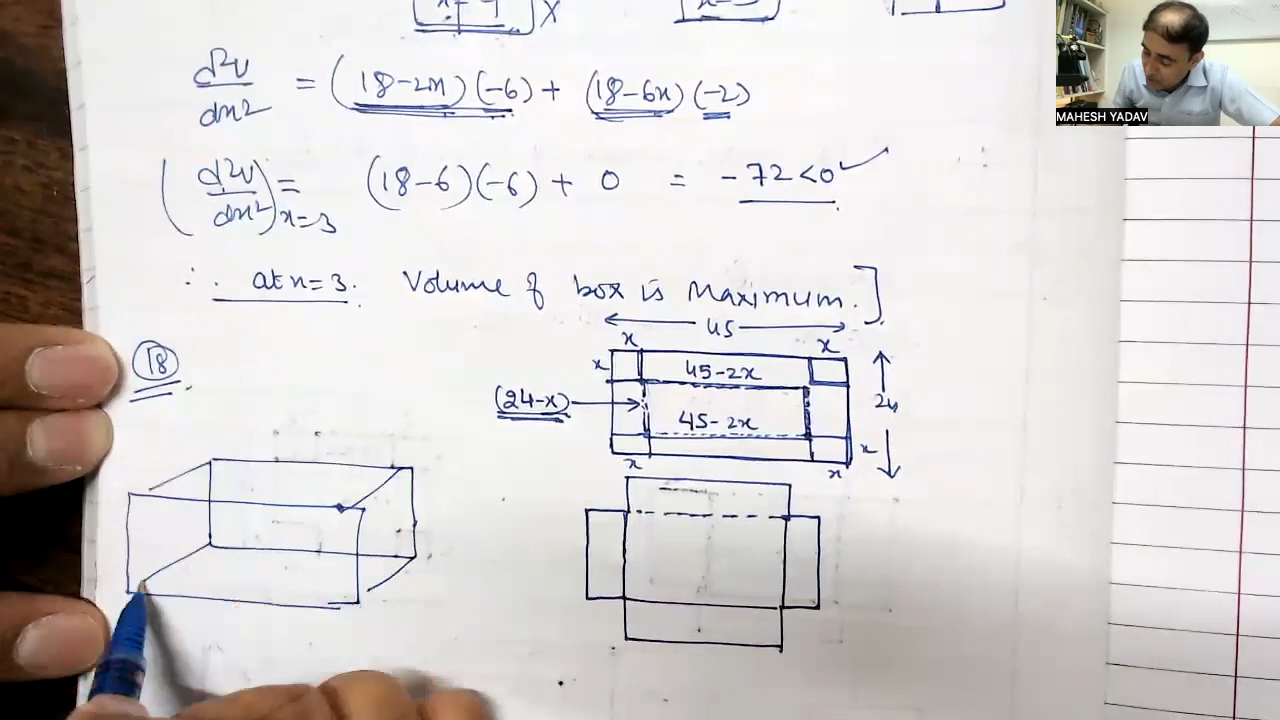 MAHESH YADAV
d²v/dx² = (18-2x)(-6) + (18-6x)(-2)
(d²v/dx²)x=3 = (18-6)(-6) + 0 = -72<0✓
∴ at x=3. Volume of box is Maximum.]
45
x x
(18)
x 45-2x
24
(24-x)
45-2x
x
x x